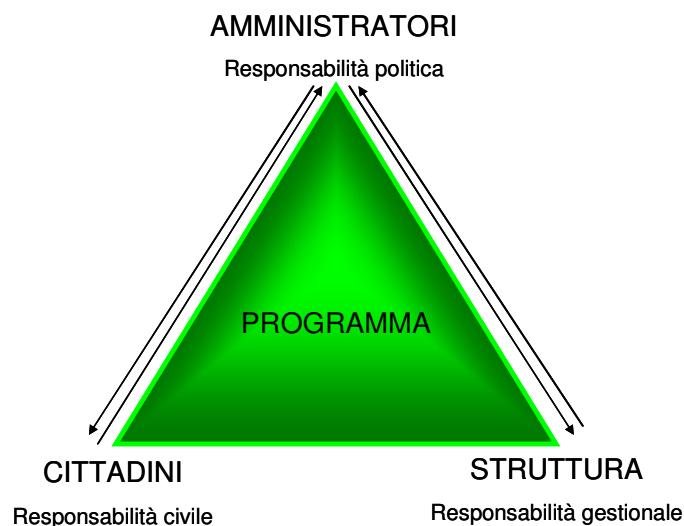 AMMINISTRATORI
Responsabilità politica
PROGRAMMA
CITTADINI
STRUTTURA
Responsabilità civile
Responsabilità gestionale